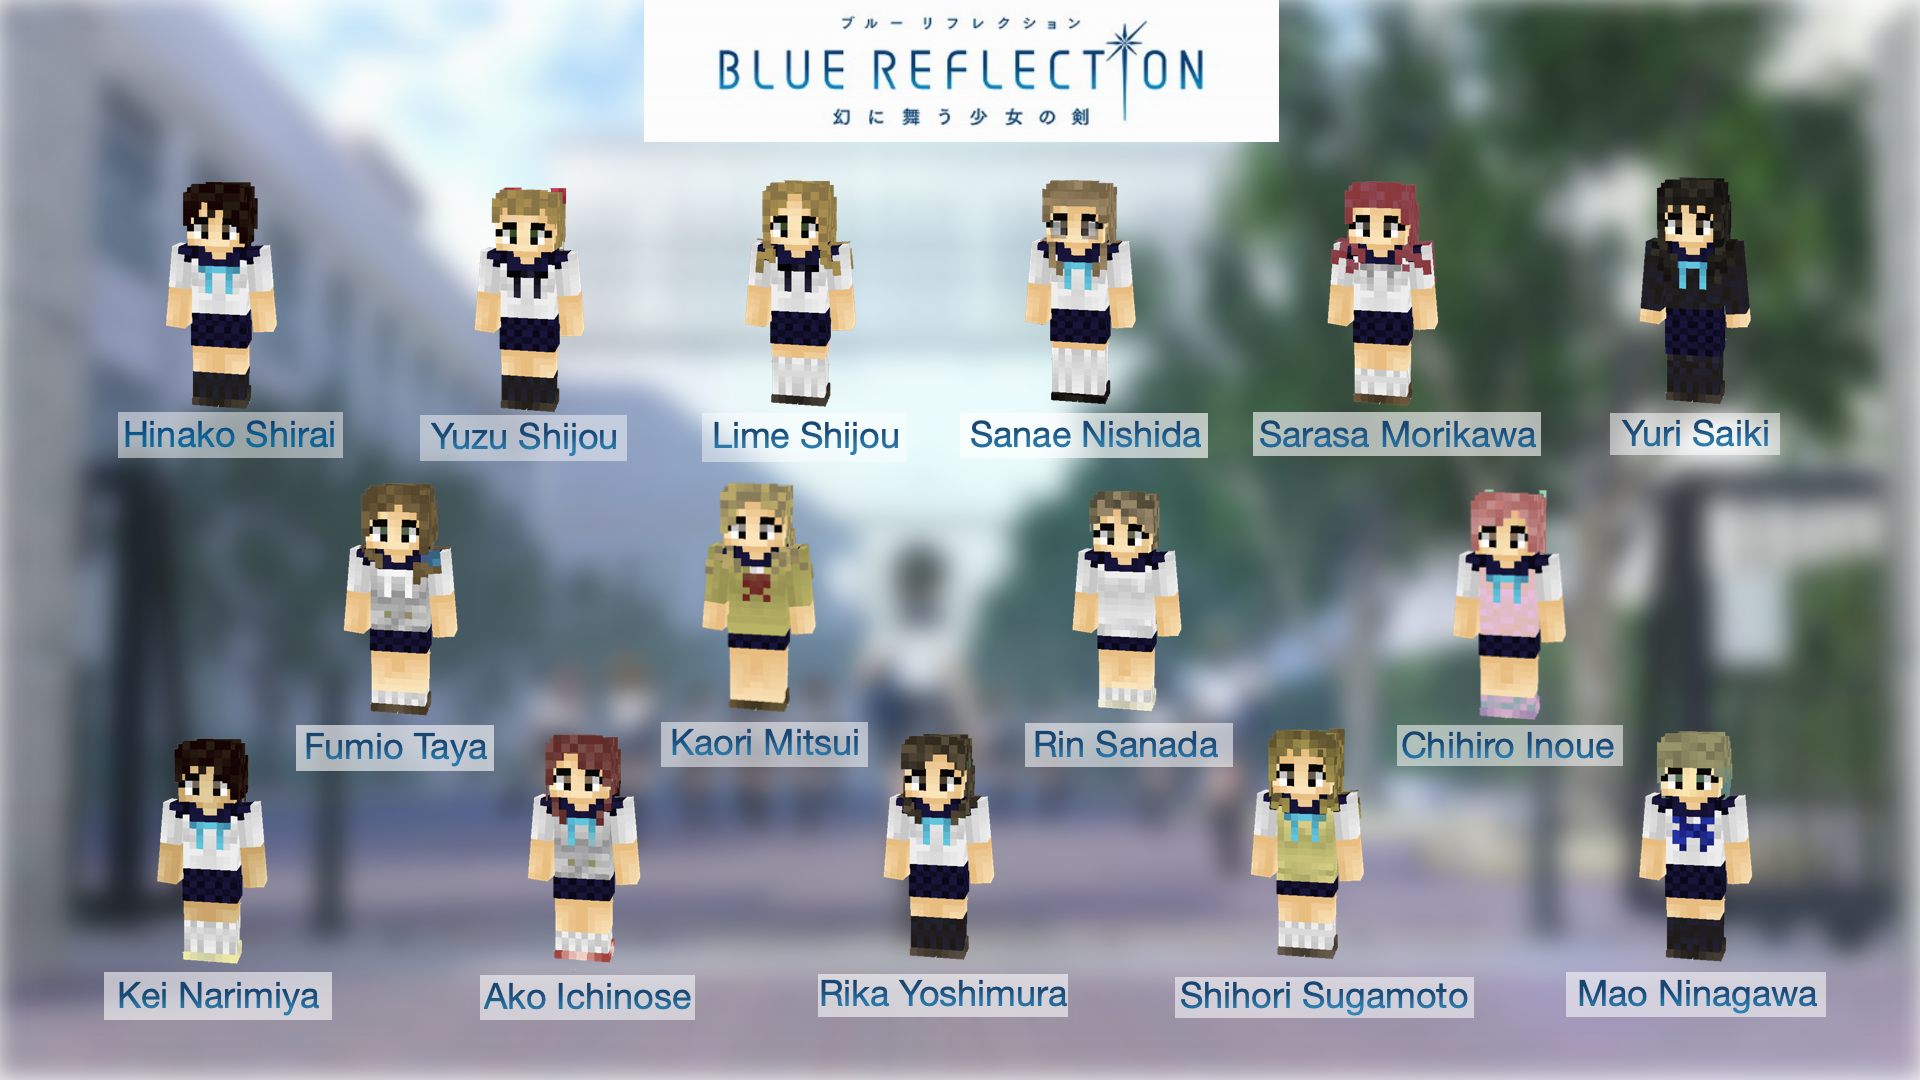 ブルー リフレクション
BLUE REFLECTION
幻に舞う少女の剣
Hinako Shirai
Yuzu Shijou
Lime Shijou
Sanae Nishida
Sarasa Morikawa
Yuri Saiki
Fumio Taya
Kaori Mitsui
Rin Sanada
Chihiro Inoue
Kei Narimiya
Ako Ichinose
Rika Yoshimura
Shihori Sugamoto
Mao Ninagawa